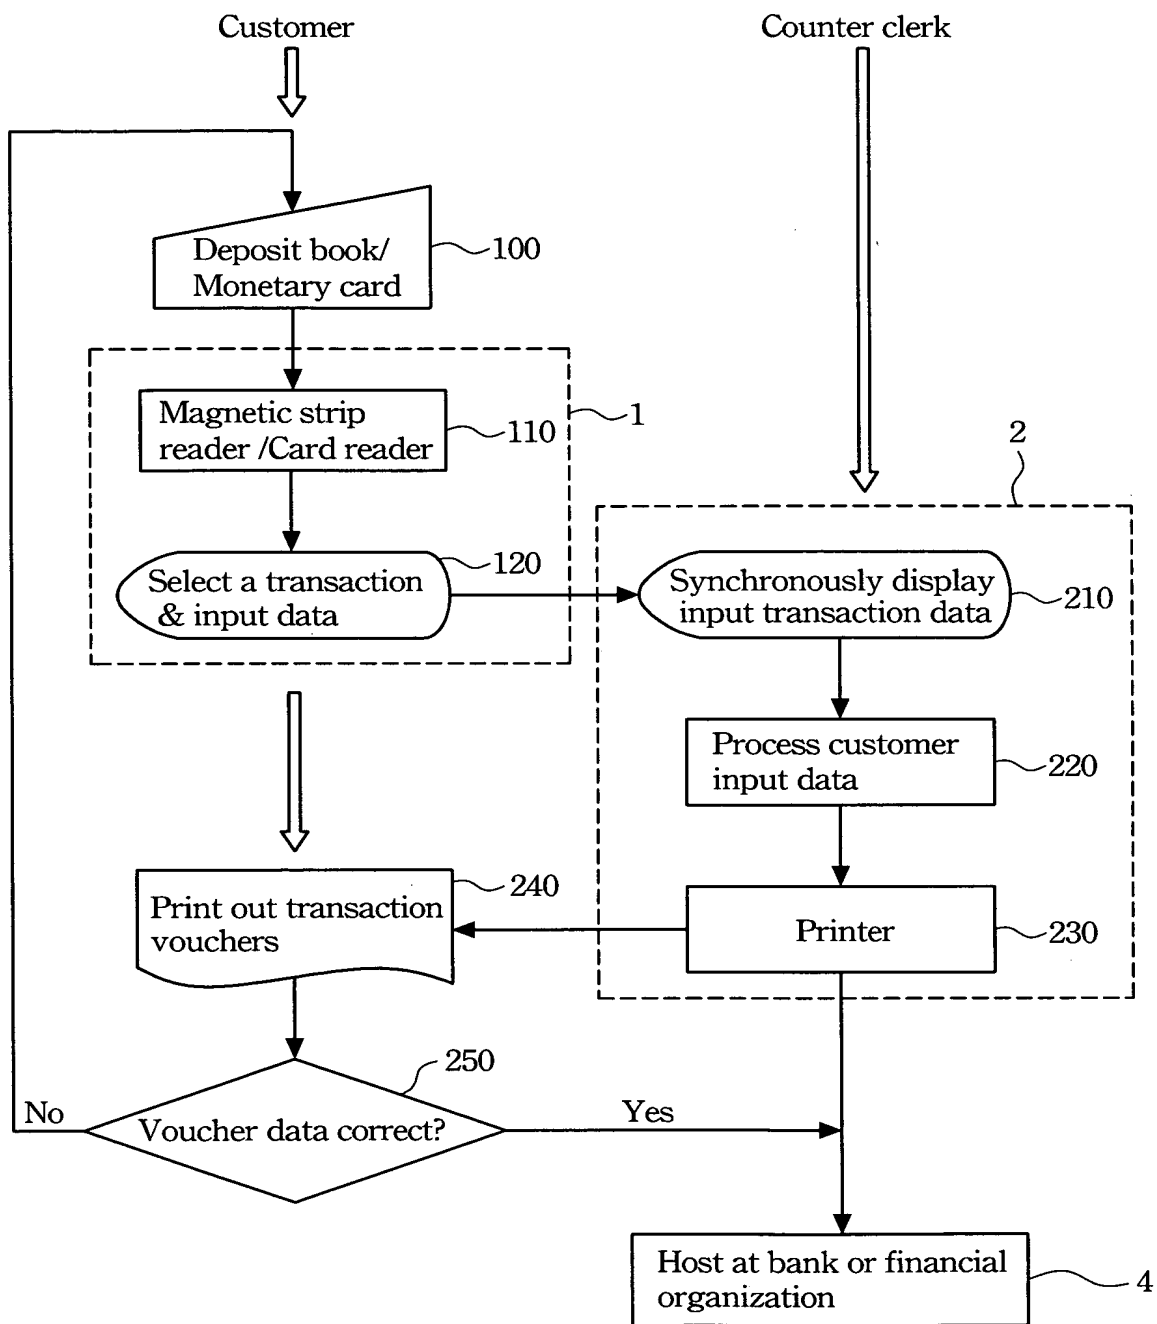 Customer
Counter clerk
Deposit book/
Monetary card
100
Magnetic strip
reader /Card reader
110
1
2
Select a transaction
& input data
120
Synchronously display
input transaction data
210
Process customer
input data
220
Print out transaction
vouchers
240
Printer
230
250
No
Voucher data correct?
Yes
Host at bank or financial
organization
4